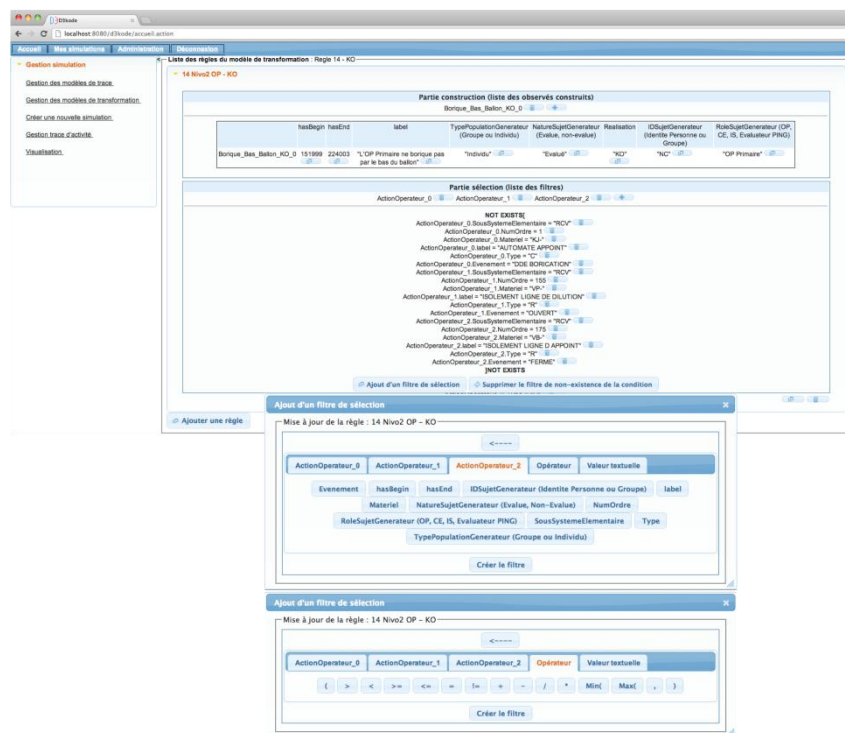 D3kode
localhost:8080/d3kode/accueil.action
Accueil Mes simulations Administration Déconnexion
Gestion simulation
Gestion des modèles de trace
Gestion des modèles de transformation
Créer une nouvelle simulation
Gestion trace d'activité
Visualisation
Liste des règles du modèle de transformation : Regle 14 - KO
14 Nivo2 OP - KO
Partie construction (liste des observés construits)
Borique_Bas_Ballon_KO_0
hasBegin hasEnd label TypePopulationGenerateur (Groupe ou Individu) NatureSujetGenerateur (Evalue, non-evalue) Realisation IDSujetGenerateur (Identite Personne ou Groupe) RoleSujetGenerateur (OP, CE, IS, Evaluateur PING)
Borique_Bas_Ballon_KO_0 151999 224003 "L'OP Primaire ne borique pas par le bas du ballon" "Individu" "Evalué" "KO" "NC" "OP Primaire"
Partie sélection (liste des filtres)
ActionOperateur_0 ActionOperateur_1 ActionOperateur_2
NOT EXISTS[
ActionOperateur_0.SousSystemeElementaire = "RCV"
ActionOperateur_0.NumOrdre = 1
ActionOperateur_0.Materiel = "KJ-"
ActionOperateur_0.label = "AUTOMATE APPOINT"
ActionOperateur_0.Type = "C"
ActionOperateur_0.Evenement = "DDE BORICATION"
ActionOperateur_1.SousSystemeElementaire = "RCV"
ActionOperateur_1.NumOrdre = 155
ActionOperateur_1.Materiel = "VP-"
ActionOperateur_1.label = "ISOLEMENT LIGNE DE DILUTION"
ActionOperateur_1.Type = "R"
ActionOperateur_1.Evenement = "OUVERT"
ActionOperateur_2.SousSystemeElementaire = "RCV"
ActionOperateur_2.NumOrdre = 175
ActionOperateur_2.Materiel = "VB-"
ActionOperateur_2.label = "ISOLEMENT LIGNE D APPOINT"
ActionOperateur_2.Type = "R"
ActionOperateur_2.Evenement = "FERME"
]NOT EXISTS
Ajout d'un filtre de sélection Supprimer le filtre de non-existence de la condition
Ajouter une règle
Ajout d'un filtre de sélection
Mise à jour de la règle : 14 Nivo2 OP - KO
<----
ActionOperateur_0 ActionOperateur_1 ActionOperateur_2 Opérateur Valeur textuelle
Evenement hasBegin hasEnd IDSujetGenerateur (Identite Personne ou Groupe) label
Materiel NatureSujetGenerateur (Evalue, Non-Evalue) NumOrdre
RoleSujetGenerateur (OP, CE, IS, Evaluateur PING) SousSystemeElementaire Type
TypePopulationGenerateur (Groupe ou Individu)
Créer le filtre
Ajout d'un filtre de sélection
Mise à jour de la règle : 14 Nivo2 OP - KO
<----
ActionOperateur_0 ActionOperateur_1 ActionOperateur_2 Opérateur Valeur textuelle
( > < >= <= = != + - / * Min( Max( , )
Créer le filtre